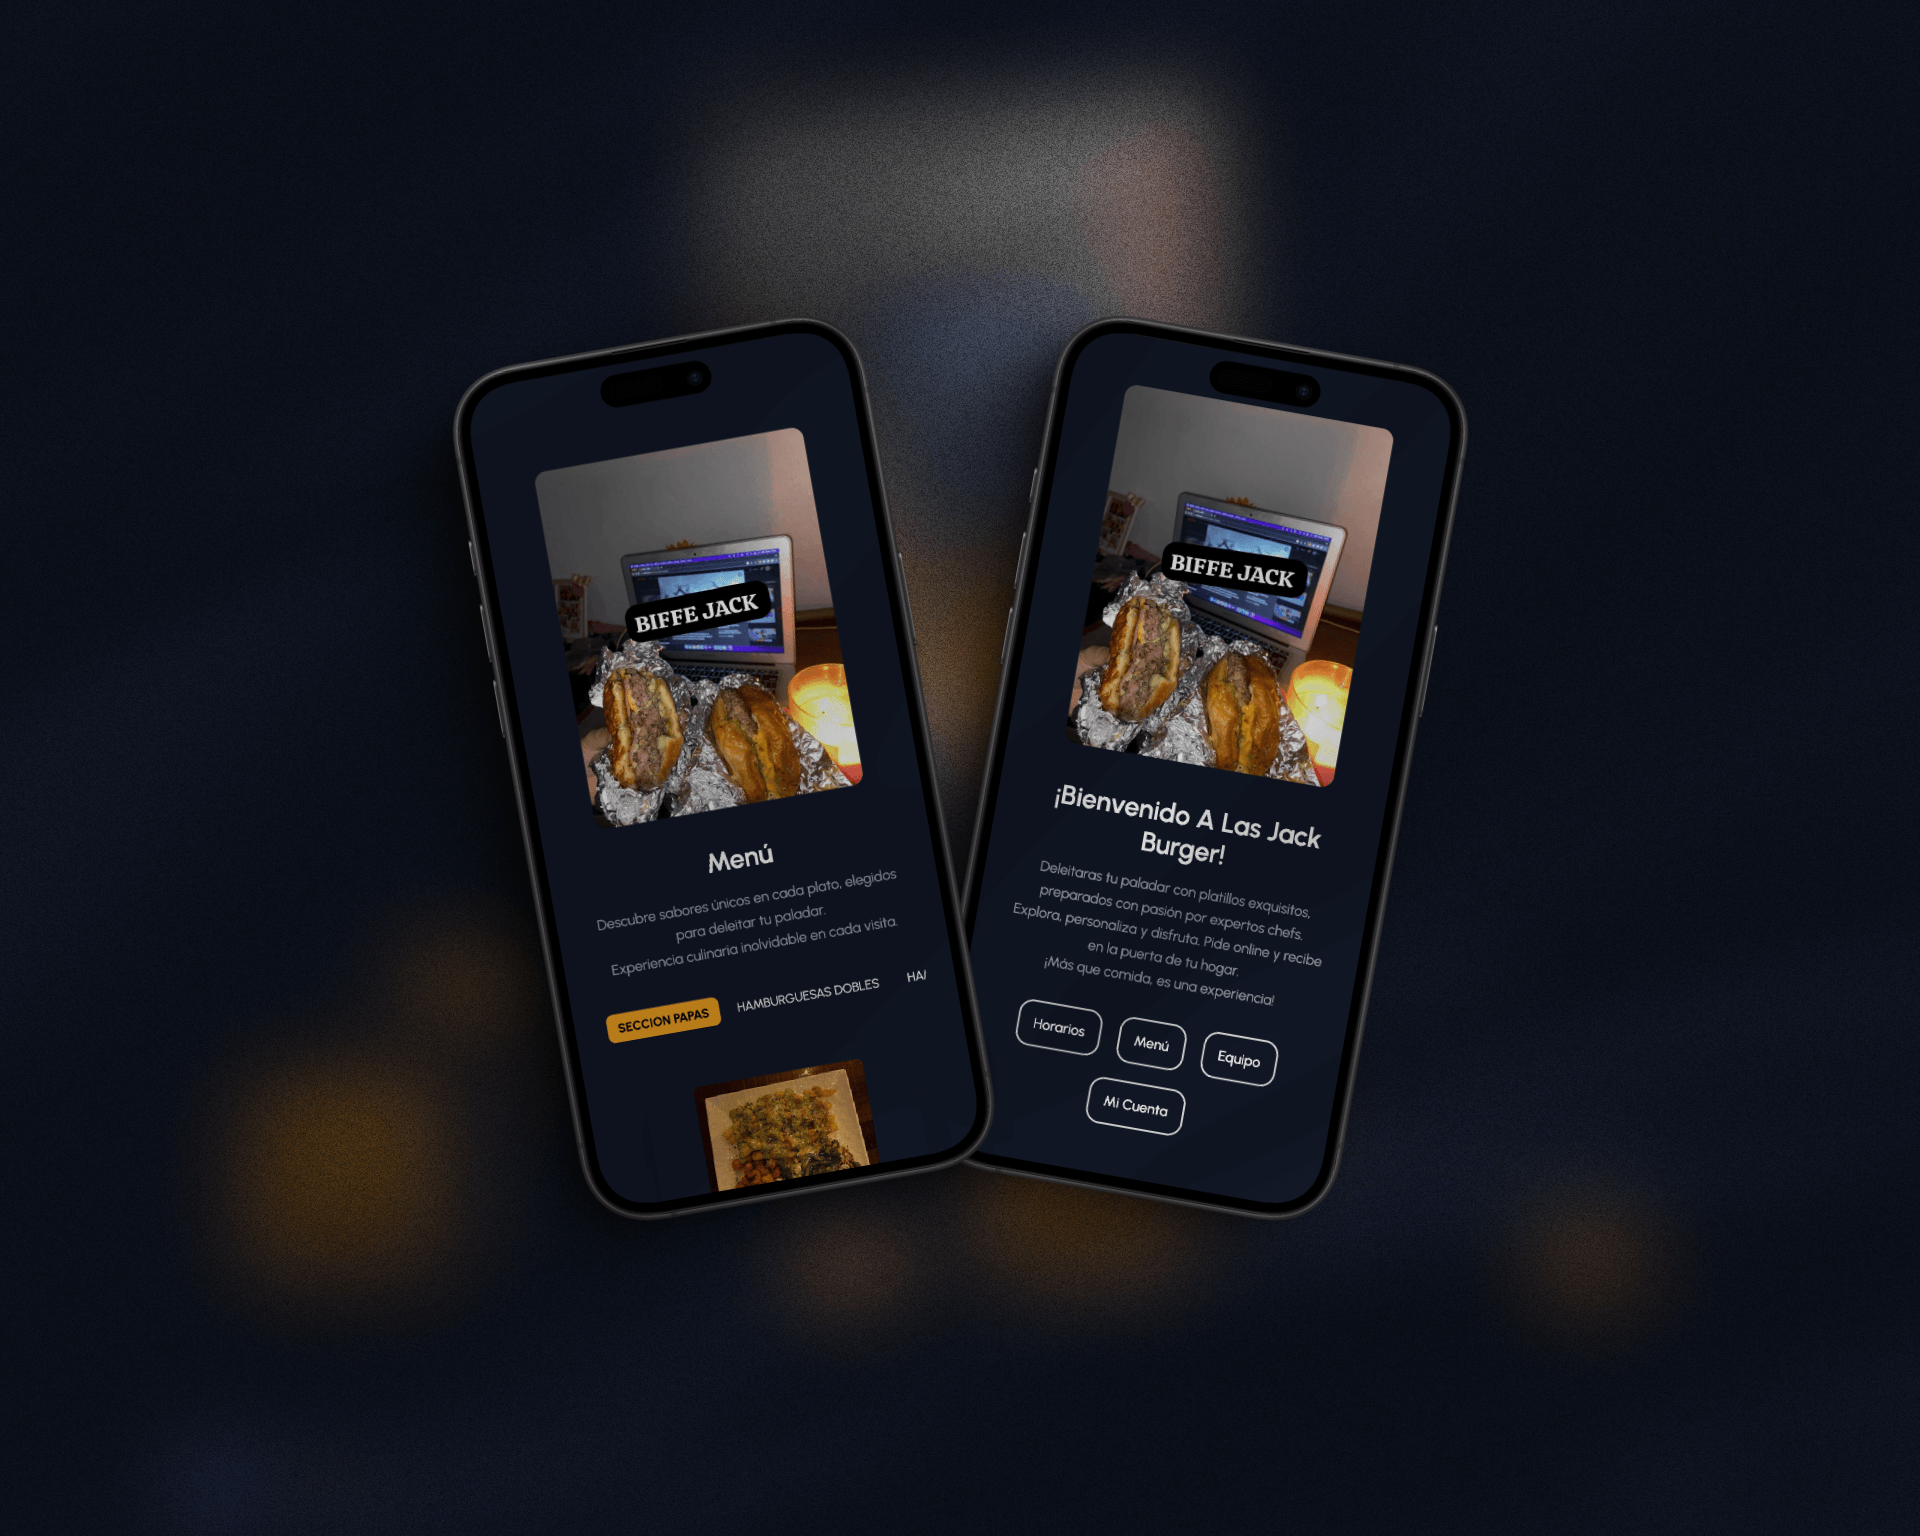 BIFFE JACK
Menú
Descubre sabores únicos en cada plato, elegidos
para deleitar tu paladar.
Experiencia culinaria inolvidable en cada visita.
SECCION PAPAS HAMBURGUESAS DOBLES HA
BIFFE JACK
¡Bienvenido A Las Jack
Burger!
Deleitaras tu paladar con platillos exquisitos,
preparados con pasión por expertos chefs.
Explora, personaliza y disfruta. Pide online y recibe
en la puerta de tu hogar.
¡Más que comida, es una experiencia!
Horarios Menú Equipo
Mi Cuenta